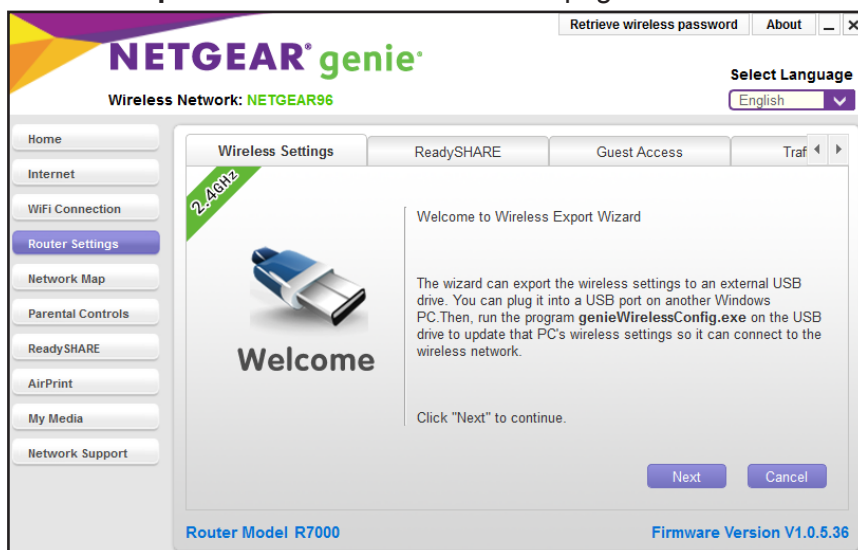 Retrieve wireless password About
NETGEAR® genie®
Select Language
Wireless Network: NETGEAR96
English
Home
Internet
WiFi Connection
Router Settings
Network Map
Parental Controls
ReadySHARE
AirPrint
My Media
Network Support
Wireless Settings ReadySHARE Guest Access Traf
2.4GHz
Welcome
Welcome to Wireless Export Wizard
The wizard can export the wireless settings to an external USB
drive. You can plug it into a USB port on another Windows
PC.Then, run the program genieWirelessConfig.exe on the USB
drive to update that PC's wireless settings so it can connect to the
wireless network.
Click "Next" to continue.
Next Cancel
Router Model R7000 Firmware Version V1.0.5.36